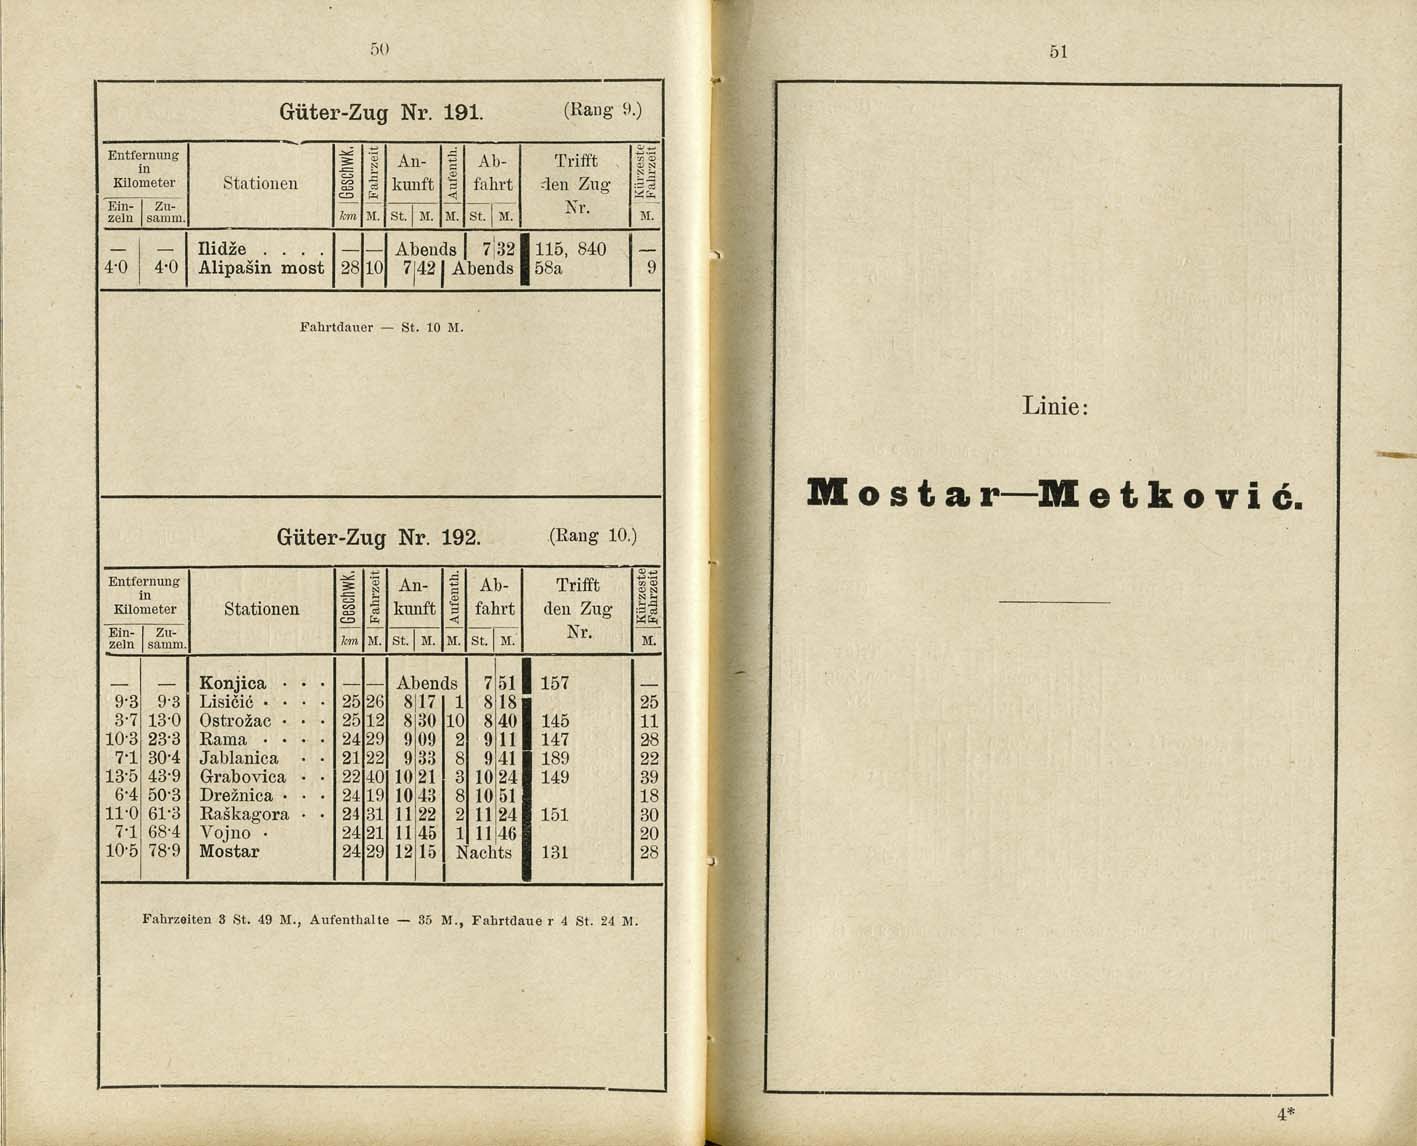 50
Güter-Zug Nr. 191. (Rang 9.)
Entfernung in Kilometer | Stationen | Geschwk. | Fahrzeit | An-kunft | Aufenth. | Ab-fahrt | Trifft den Zug Nr. | Kürzeste Fahrzeit
Ein-zeln | Zu-samm. | km | M. | St. | M. | M. | St. | M. | M.
— — Ilidže . . . . — — Abends 7 32 115, 840 —
4·0 4·0 Alipašin most 28 10 7 42 Abends 58a 9
Fahrtdauer — St. 10 M.
Güter-Zug Nr. 192. (Rang 10.)
Entfernung in Kilometer | Stationen | Geschwk. | Fahrzeit | An-kunft | Aufenth. | Ab-fahrt | Trifft den Zug Nr. | Kürzeste Fahrzeit
Ein-zeln | Zu-samm. | km | M. | St. | M. | M. | St. | M. | M.
— — Konjica · · · — — Abends 7 51 157 —
9·3 9·3 Lisičić · · · · 25 26 8 17 1 8 18 25
3·7 13·0 Ostrožac · · · 25 12 8 30 10 8 40 145 11
10·3 23·3 Rama · · · · 24 29 9 09 2 9 11 147 28
7·1 30·4 Jablanica · · 21 22 9 33 8 9 41 189 22
13·5 43·9 Grabovica · · 22 40 10 21 3 10 24 149 39
6·4 50·3 Drežnica · · · 24 19 10 43 8 10 51 18
11·0 61·3 Raškagora · · 24 31 11 22 2 11 24 151 30
7·1 68·4 Vojno · 24 21 11 45 1 11 46 20
10·5 78·9 Mostar 24 29 12 15 Nachts 131 28
Fahrzeiten 3 St. 49 M., Aufenthalte — 35 M., Fahrtdauer 4 St. 24 M.
51
Linie:
Mostar—Metković.
4*